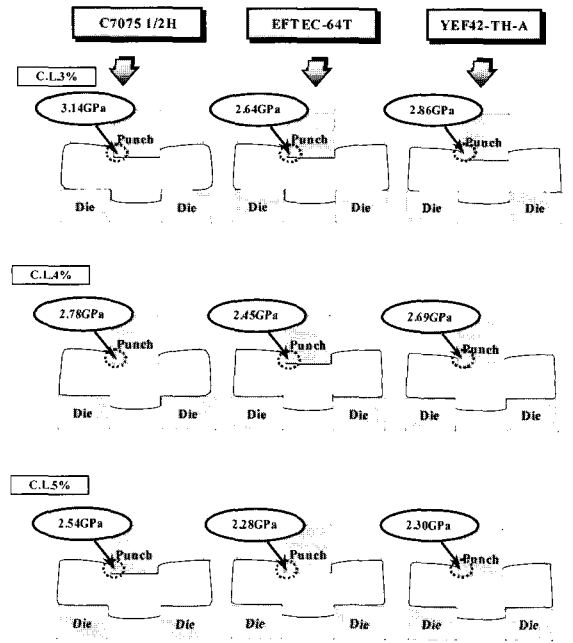 C7075 1/2H EFTEC-64T YEF42-TH-A
C.L.3%
3.14GPa 2.64GPa 2.86GPa
Punch Punch Punch
Die Die Die Die Die Die
C.L.4%
2.78GPa 2.45GPa 2.69GPa
Punch Punch Punch
Die Die Die Die Die Die
C.L.5%
2.54GPa 2.28GPa 2.30GPa
Punch Punch Punch
Die Die Die Die Die Die